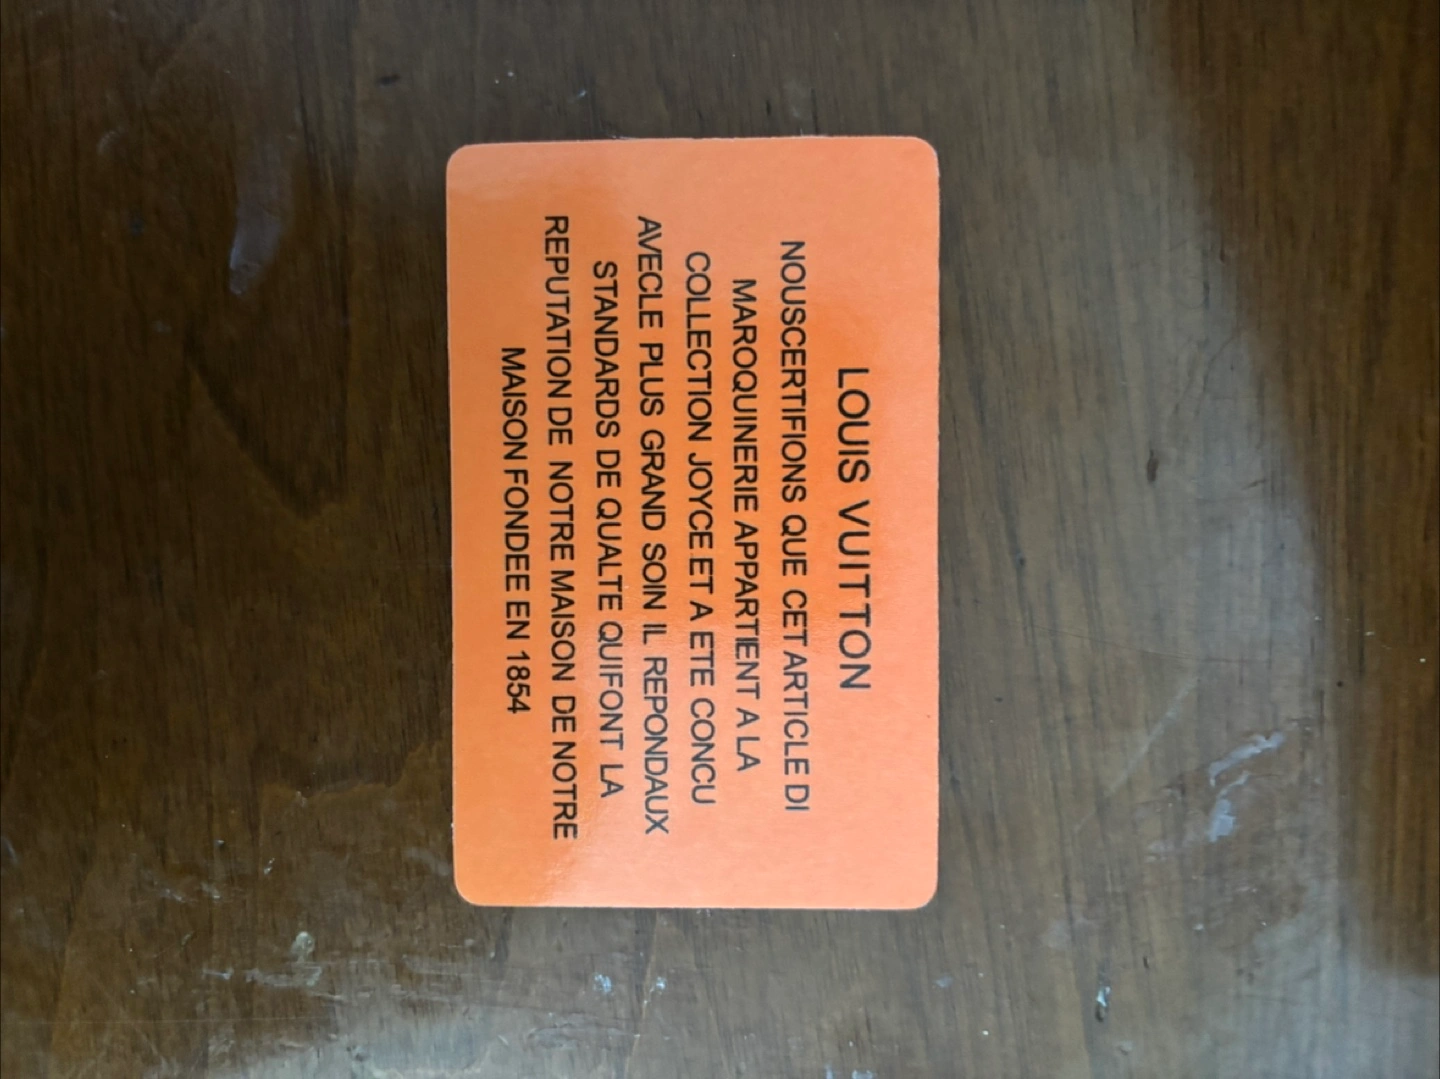 LOUIS VUITTON
NOUSCERTIFIONS QUE CET ARTICLE DI
MAROQUINERIE APPARTIENT A LA
COLLECTION JOYCE ET A ETE CONCU
AVECLE PLUS GRAND SOIN IL REPONDAUX
STANDARDS DE QUALTE QUIFONT LA
REPUTATION DE NOTRE MAISON DE NOTRE
MAISON FONDEE EN 1854